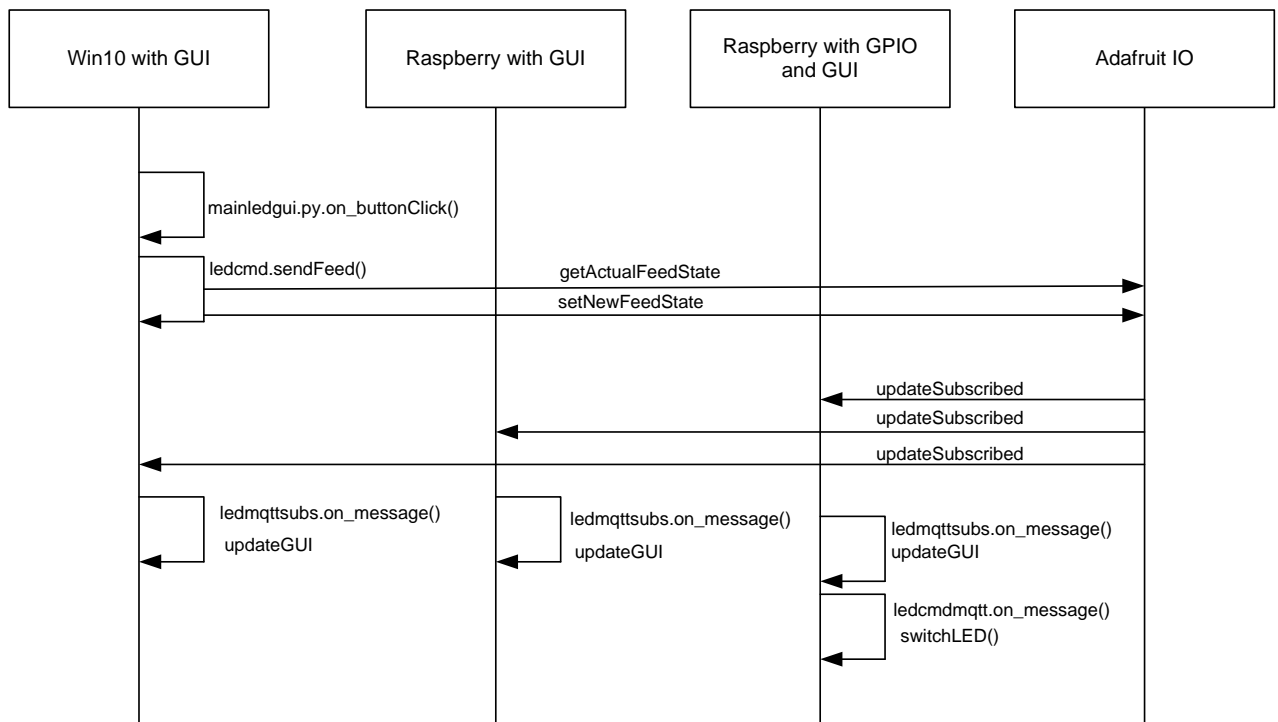 Win10 with GUI
Raspberry with GUI
Raspberry with GPIO
and GUI
Adafruit IO
mainledgui.py.on_buttonClick()
ledcmd.sendFeed()
getActualFeedState
setNewFeedState
updateSubscribed
updateSubscribed
updateSubscribed
ledmqttsubs.on_message()
updateGUI
ledmqttsubs.on_message()
updateGUI
ledmqttsubs.on_message()
updateGUI
ledcmdmqtt.on_message()
switchLED()